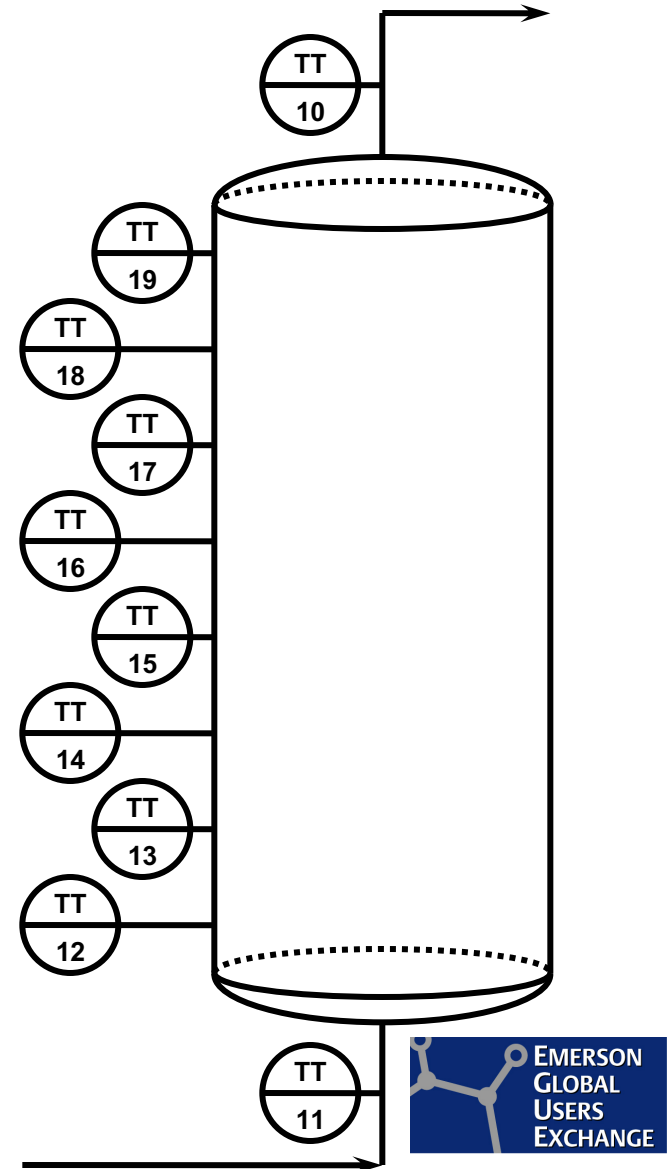 TT
10
TT
19
TT
18
TT
17
TT
16
TT
15
TT
14
TT
13
TT
12
TT
11
EMERSON
GLOBAL
USERS
EXCHANGE